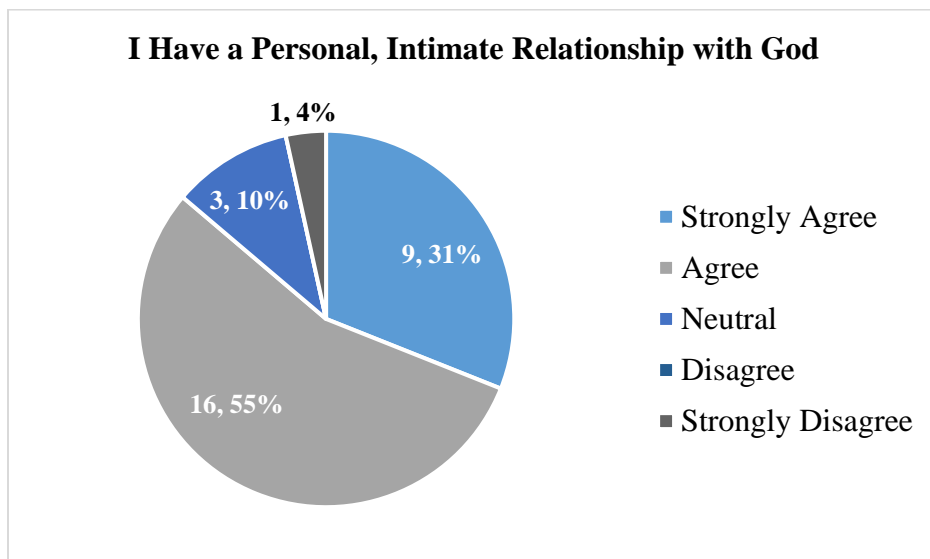 I Have a Personal, Intimate Relationship with God
1, 4%
3, 10%
9, 31%
16, 55%
Strongly Agree
Agree
Neutral
Disagree
Strongly Disagree